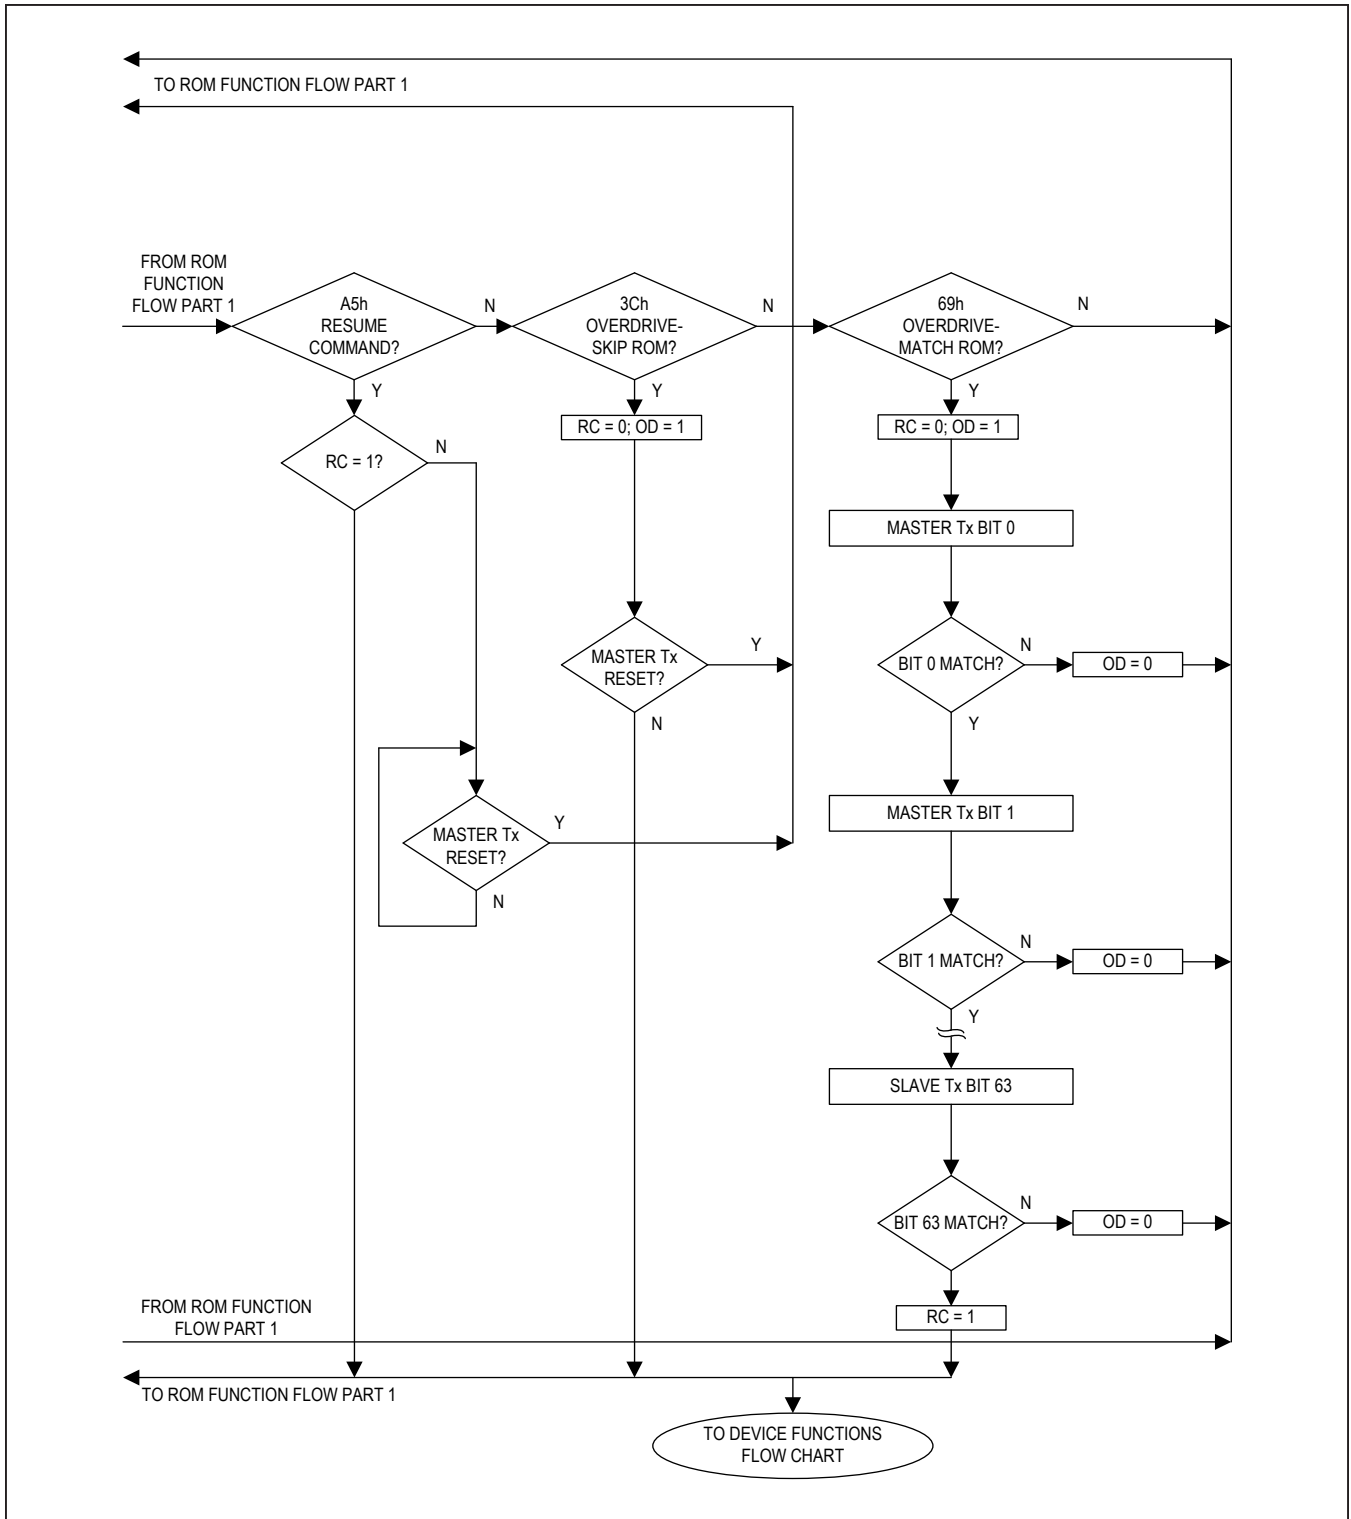 TO ROM FUNCTION FLOW PART 1
FROM ROM
FUNCTION
FLOW PART 1
A5h
RESUME
COMMAND?
N
3Ch
OVERDRIVE-
SKIP ROM?
N
69h
OVERDRIVE-
MATCH ROM?
N
Y
Y
Y
RC = 0; OD = 1
RC = 0; OD = 1
RC = 1?
N
MASTER Tx BIT 0
MASTER Tx
RESET?
Y
N
BIT 0 MATCH?
N
OD = 0
Y
MASTER Tx BIT 1
MASTER Tx
RESET?
Y
N
BIT 1 MATCH?
N
OD = 0
Y
SLAVE Tx BIT 63
BIT 63 MATCH?
N
OD = 0
RC = 1
FROM ROM FUNCTION
FLOW PART 1
TO ROM FUNCTION FLOW PART 1
TO DEVICE FUNCTIONS
FLOW CHART